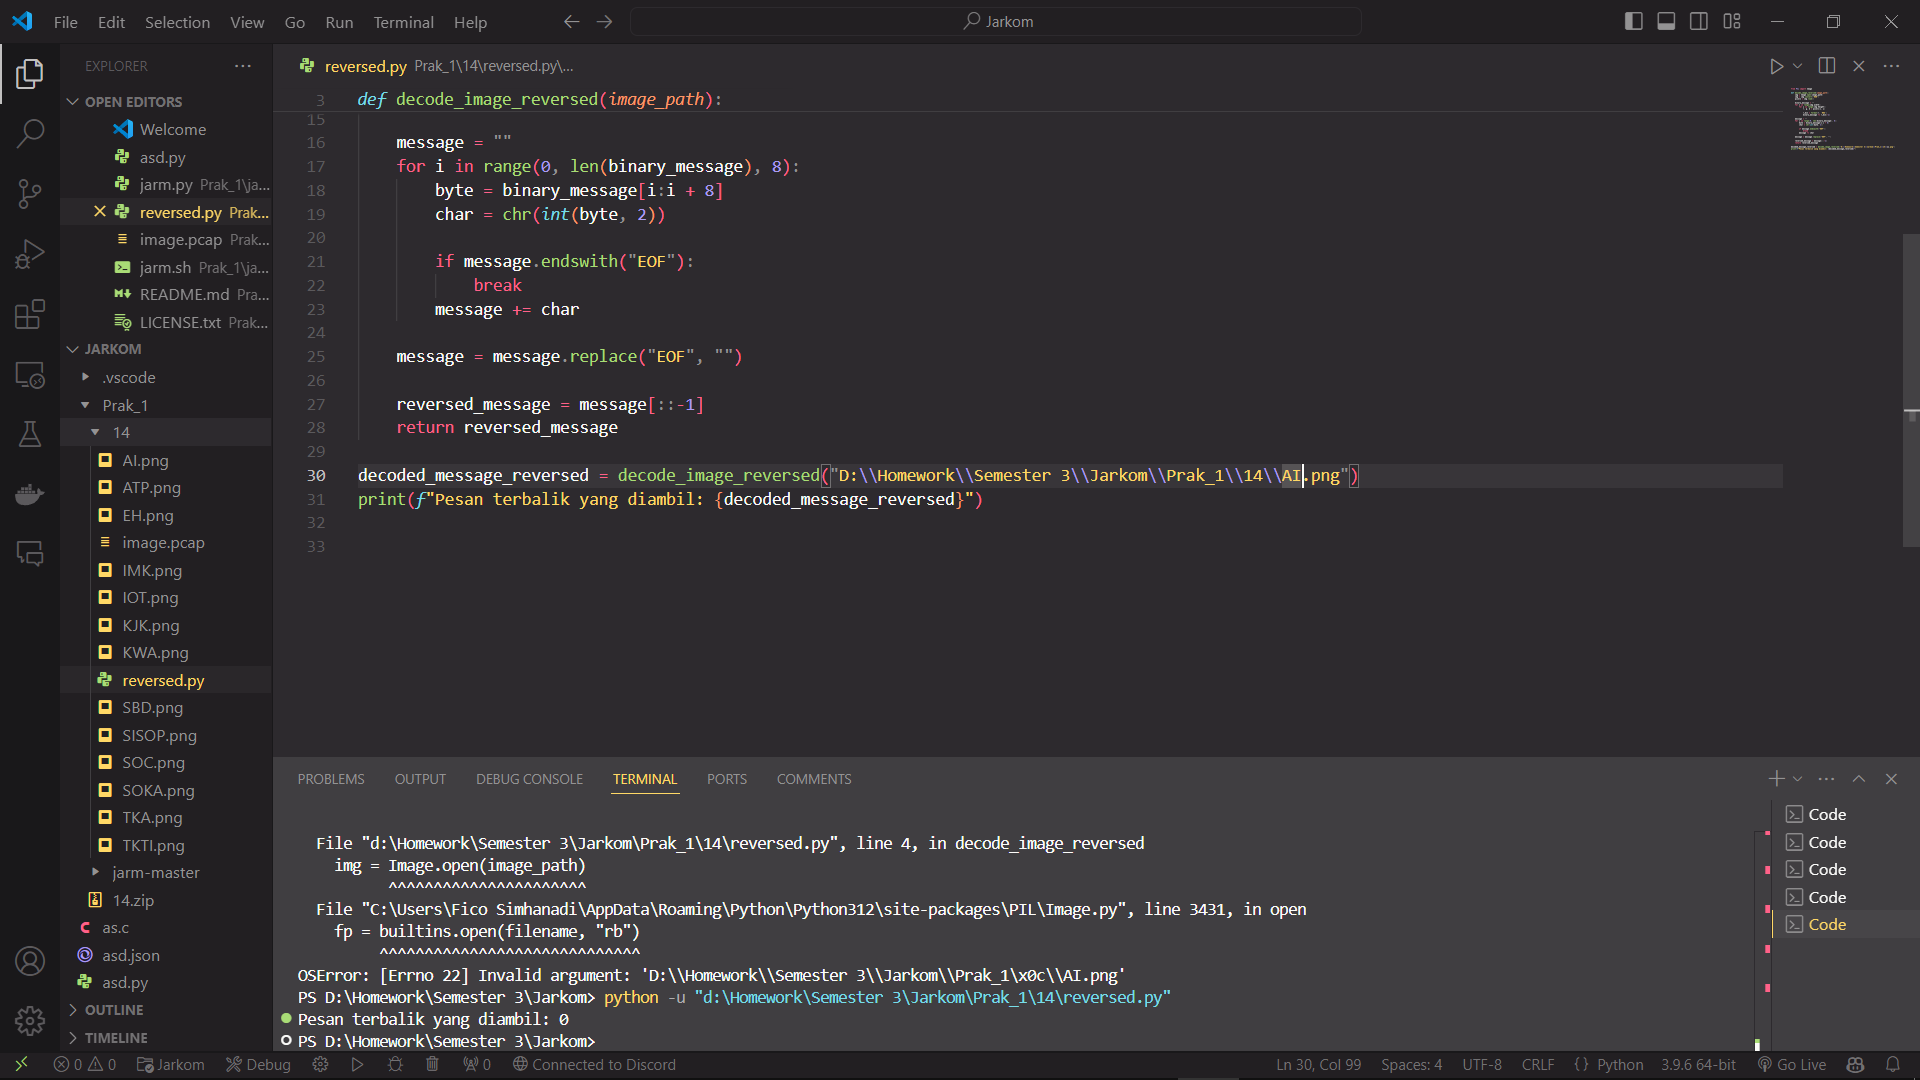 File Edit Selection View Go Run Terminal Help
Jarkom
EXPLORER
OPEN EDITORS
Welcome
asd.py
jarm.py Prak_1\ja...
reversed.py Prak...
image.pcap Prak...
jarm.sh Prak_1\ja...
README.md Pra...
LICENSE.txt Prak...
JARKOM
.vscode
Prak_1
14
AI.png
ATP.png
EH.png
image.pcap
IMK.png
IOT.png
KJK.png
KWA.png
reversed.py
SBD.png
SISOP.png
SOC.png
SOKA.png
TKA.png
TKTI.png
jarm-master
14.zip
as.c
asd.json
asd.py
OUTLINE
TIMELINE
reversed.py Prak_1\14\reversed.py\...
3 def decode_image_reversed(image_path):
15
16 message = ""
17 for i in range(0, len(binary_message), 8):
18 byte = binary_message[i:i + 8]
19 char = chr(int(byte, 2))
20
21 if message.endswith("EOF"):
22 break
23 message += char
24
25 message = message.replace("EOF", "")
26
27 reversed_message = message[::-1]
28 return reversed_message
29
30 decoded_message_reversed = decode_image_reversed("D:\\Homework\\Semester 3\\Jarkom\\Prak_1\\14\\AI.png")
31 print(f"Pesan terbalik yang diambil: {decoded_message_reversed}")
32
33
PROBLEMS OUTPUT DEBUG CONSOLE TERMINAL PORTS COMMENTS
File "d:\Homework\Semester 3\Jarkom\Prak_1\14\reversed.py", line 4, in decode_image_reversed
img = Image.open(image_path)
^^^^^^^^^^^^^^^^^^^^^^
File "C:\Users\Fico Simhanadi\AppData\Roaming\Python\Python312\site-packages\PIL\Image.py", line 3431, in open
fp = builtins.open(filename, "rb")
^^^^^^^^^^^^^^^^^^^^^^^^^^^^^
OSError: [Errno 22] Invalid argument: 'D:\\Homework\\Semester 3\\Jarkom\\Prak_1\x0c\\AI.png'
PS D:\Homework\Semester 3\Jarkom> python -u "d:\Homework\Semester 3\Jarkom\Prak_1\14\reversed.py"
Pesan terbalik yang diambil: 0
PS D:\Homework\Semester 3\Jarkom>
Code
Code
Code
Code
Code
0 0 Jarkom Debug 0 Connected to Discord Ln 30, Col 99 Spaces: 4 UTF-8 CRLF {} Python 3.9.6 64-bit Go Live